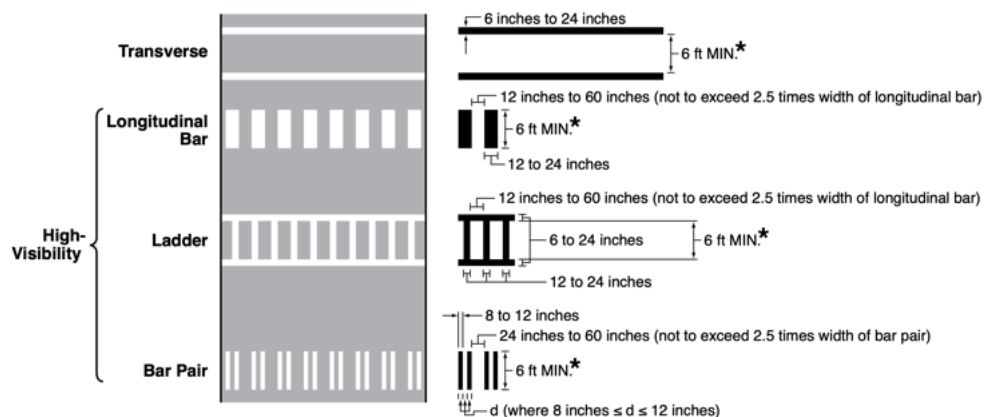 6 inches to 24 inches
Transverse
6 ft MIN.*
12 inches to 60 inches (not to exceed 2.5 times width of longitudinal bar)
Longitudinal
Bar
6 ft MIN.*
12 to 24 inches
12 inches to 60 inches (not to exceed 2.5 times width of longitudinal bar)
High-
Visibility
Ladder
6 to 24 inches
6 ft MIN.*
12 to 24 inches
8 to 12 inches
24 inches to 60 inches (not to exceed 2.5 times width of bar pair)
Bar Pair
6 ft MIN.*
d (where 8 inches ≤ d ≤ 12 inches)